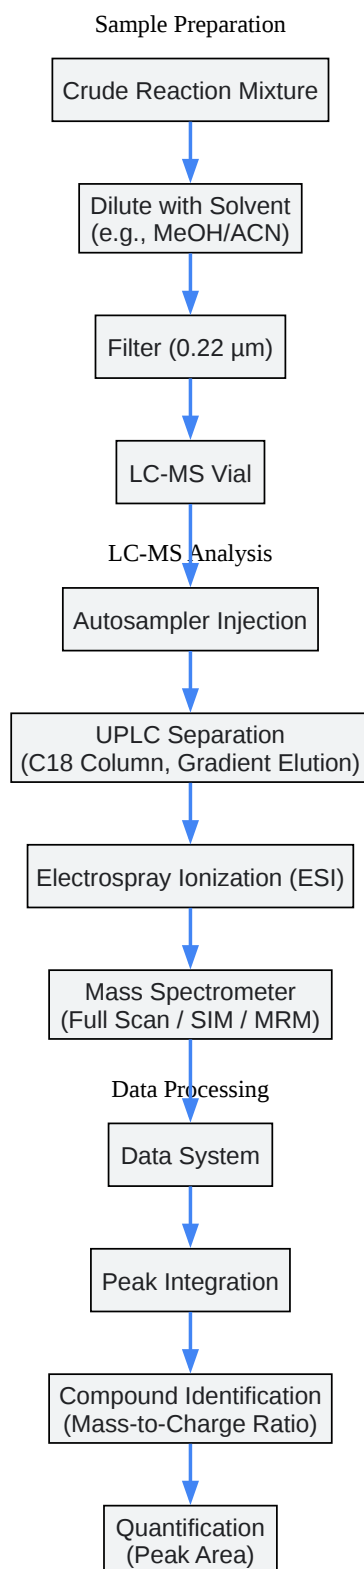 Sample Preparation
Crude Reaction Mixture
Dilute with Solvent
(e.g., MeOH/ACN)
Filter (0.22 µm)
LC-MS Vial
LC-MS Analysis
Autosampler Injection
UPLC Separation
(C18 Column, Gradient Elution)
Electrospray Ionization (ESI)
Mass Spectrometer
(Full Scan / SIM / MRM)
Data Processing
Data System
Peak Integration
Compound Identification
(Mass-to-Charge Ratio)
Quantification
(Peak Area)